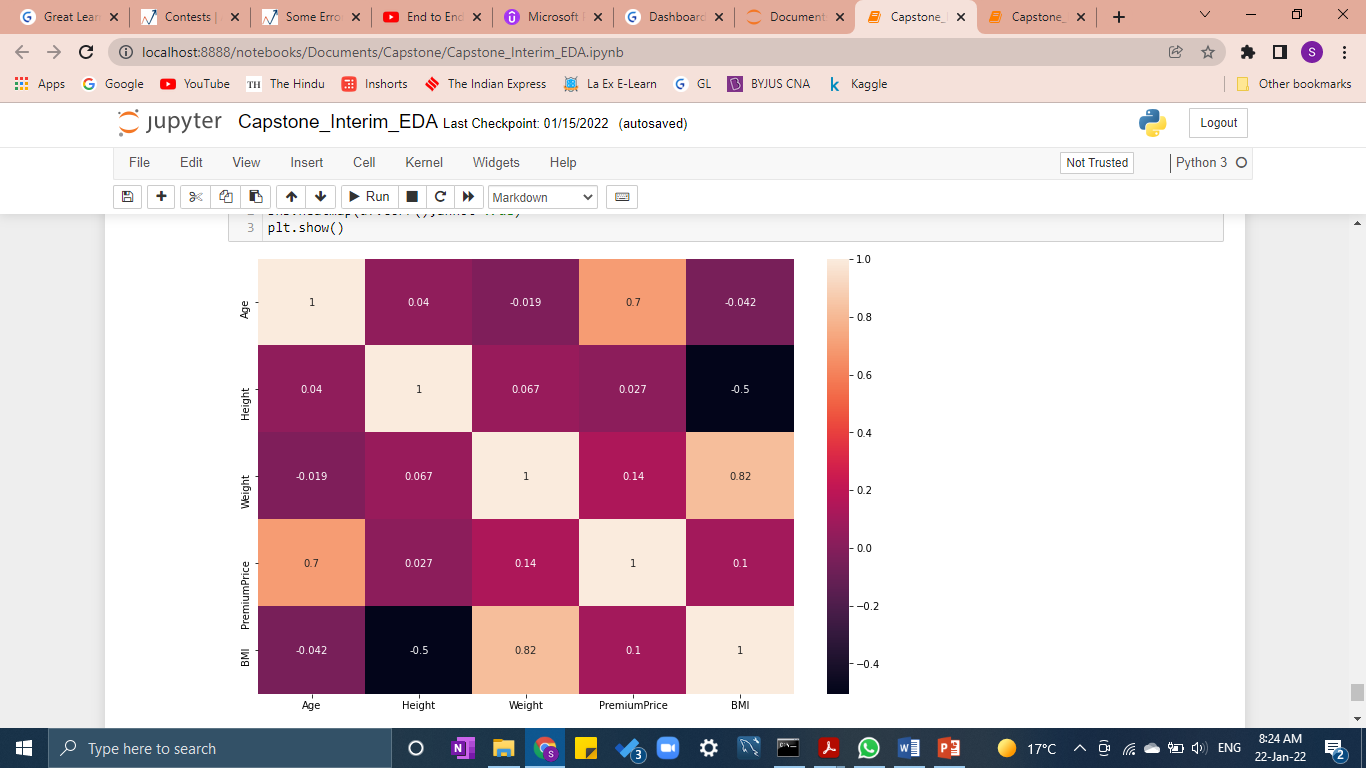 Great Lear
Contests |
Some Erro
End to End
Microsoft
Dashboard
Document
Capstone_
Capstone_
localhost:8888/notebooks/Documents/Capstone/Capstone_Interim_EDA.ipynb
S
Apps Google YouTube TH The Hindu Inshorts The Indian Express La Ex E-Learn GL BYJUS CNA Kaggle Other bookmarks
jupyter Capstone_Interim_EDA Last Checkpoint: 01/15/2022 (autosaved) Logout
File Edit View Insert Cell Kernel Widgets Help Not Trusted Python 3
Run Markdown
3 plt.show()
Age 1 0.04 -0.019 0.7 -0.042
Height 0.04 1 0.067 0.027 -0.5
Weight -0.019 0.067 1 0.14 0.82
PremiumPrice 0.7 0.027 0.14 1 0.1
BMI -0.042 -0.5 0.82 0.1 1
Age Height Weight PremiumPrice BMI
1.0
0.8
0.6
0.4
0.2
0.0
−0.2
−0.4
Type here to search
3
17°C
ENG
8:24 AM
22-Jan-22
2